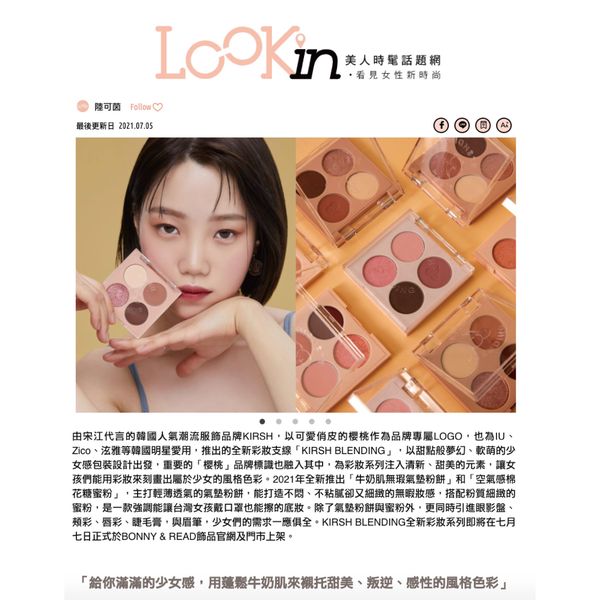 LOOKin
美人時髦話題網
•看見女性新時尚
陸可茵 Follow
最後更新日 2021.07.05
由宋江代言的韓國人氣潮流服飾品牌KIRSH，以可愛俏皮的櫻桃作為品牌專屬LOGO，也為IU、
Zico、泫雅等韓國明星愛用，推出的全新彩妝支線「KIRSH BLENDING」，以甜點般夢幻、軟萌的少
女感包裝設計出發，重要的「櫻桃」品牌標識也融入其中，為彩妝系列注入清新、甜美的元素，讓女
孩們能用彩妝來刻畫出屬於少女的風格色彩。2021年全新推出「牛奶肌無瑕氣墊粉餅」和「空氣感棉
花糖蜜粉」，主打輕薄透氣的氣墊粉餅，能打造不悶、不粘膩卻又細緻的無暇妝感，搭配粉質細緻的
蜜粉，是一款強調能讓台灣女孩戴口罩也能擦的底妝。除了氣墊粉餅與蜜粉外，更同時引進眼影盤、
頰彩、唇彩、睫毛膏，與眉筆，少女們的需求一應俱全。KIRSH BLENDING全新彩妝系列即將在七月
七日正式於BONNY & READ飾品官網及門市上架。
「給你滿滿的少女感，用蓬鬆牛奶肌來襯托甜美、叛逆、感性的風格色彩」